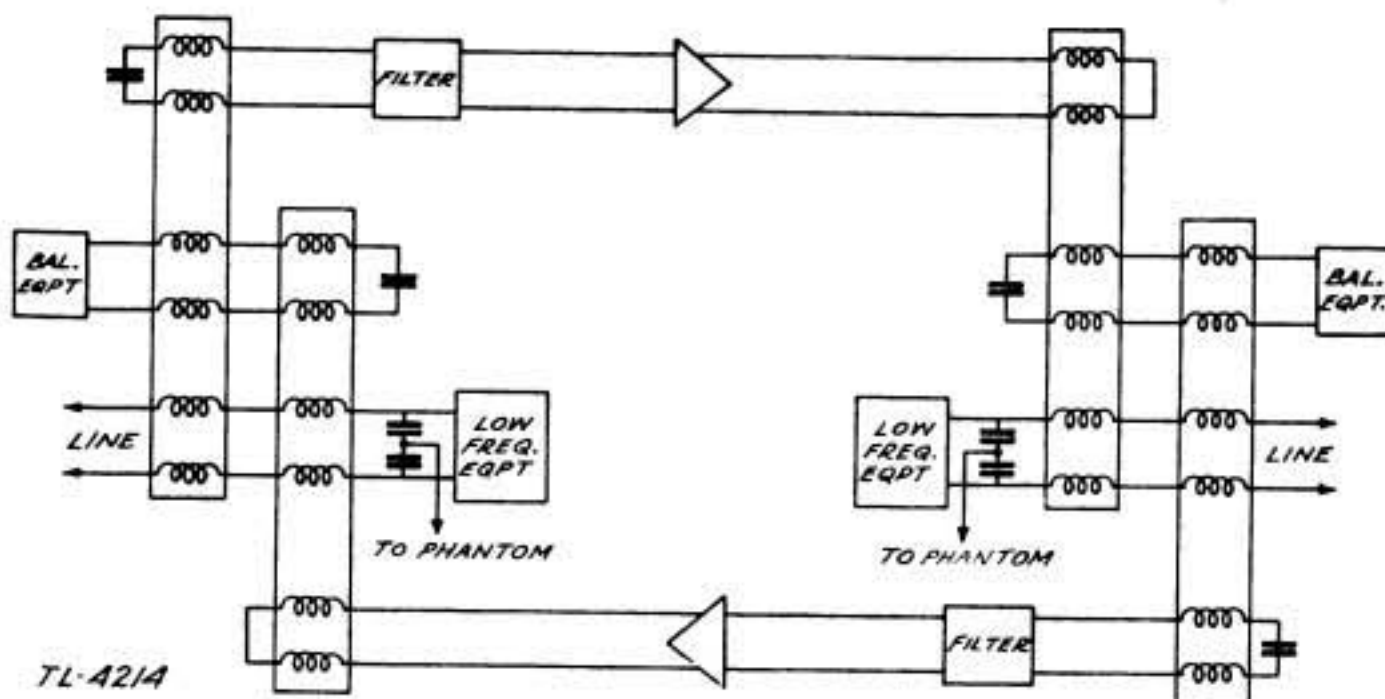 FILTER
BAL.
EQPT
BAL.
EQPT.
LINE
LOW
FREQ.
EQPT
LOW
FREQ.
EQPT
LINE
TO PHANTOM
TO PHANTOM
FILTER
TL-4214